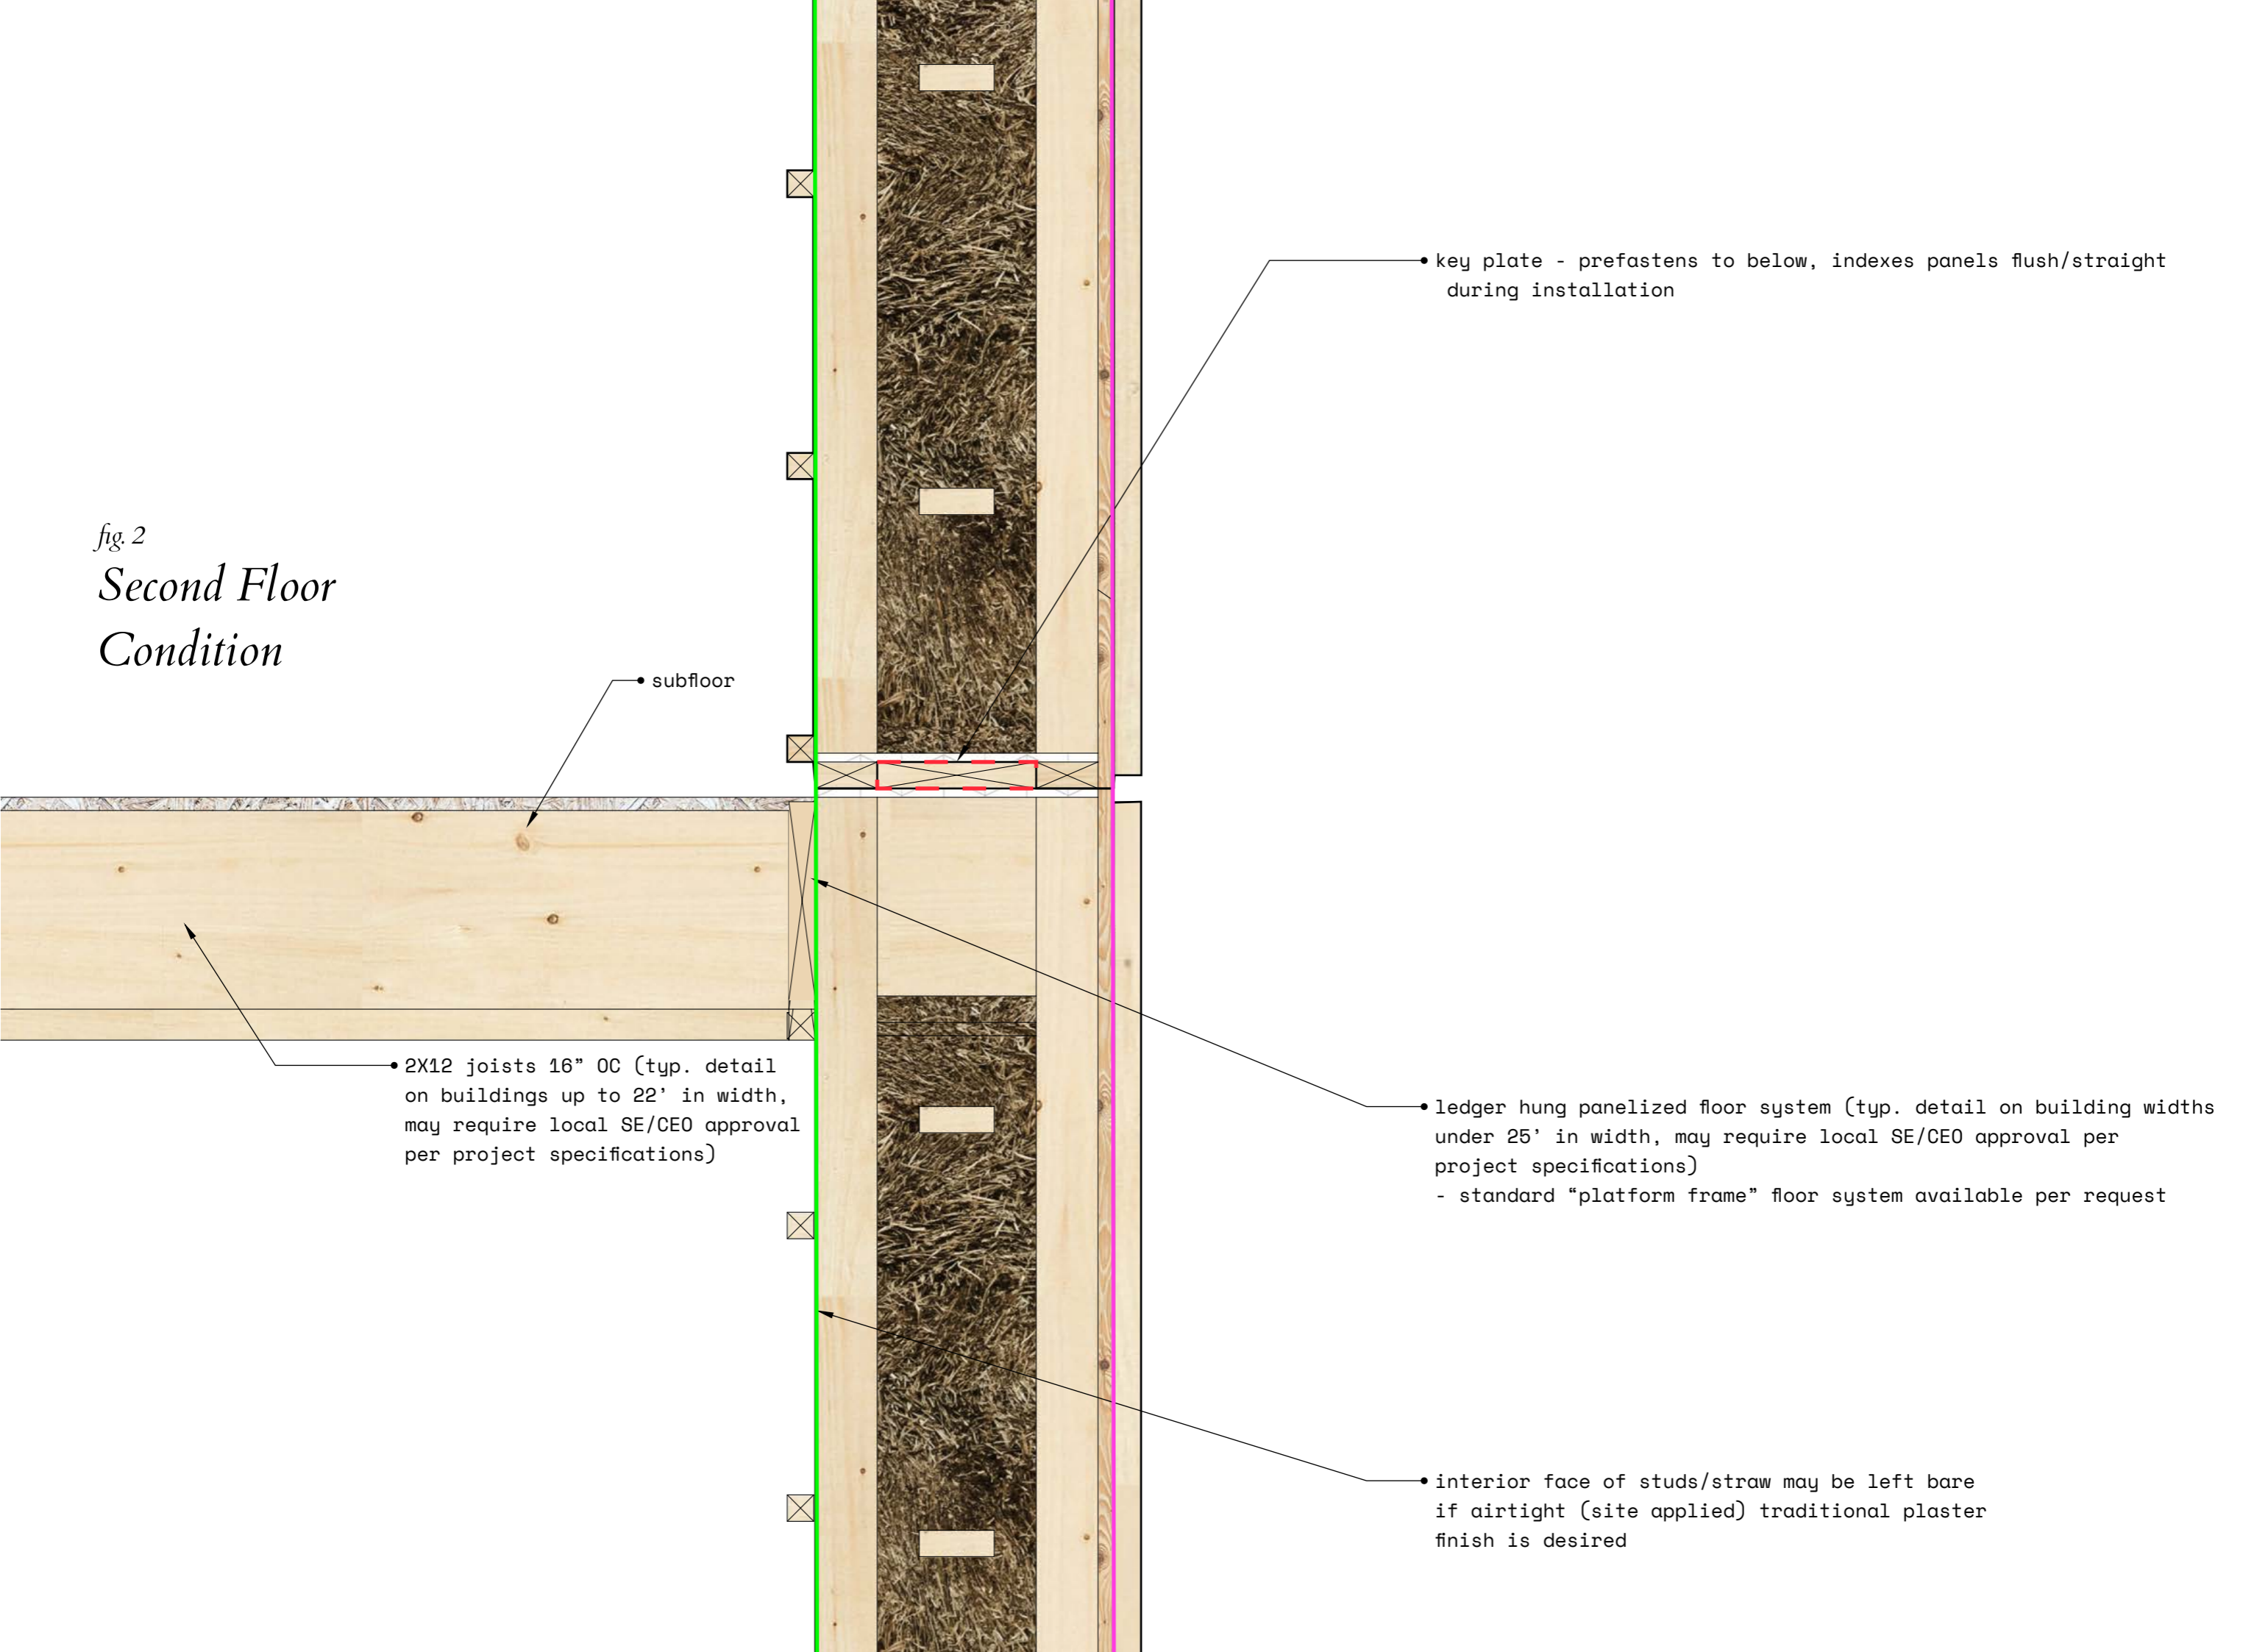 fig. 2
Second Floor
Condition
key plate - prefastens to below, indexes panels flush/straight
during installation
subfloor
2X12 joists 16” OC (typ. detail
on buildings up to 22’ in width,
may require local SE/CEO approval
per project specifications)
ledger hung panelized floor system (typ. detail on building widths
under 25’ in width, may require local SE/CEO approval per
project specifications)
- standard “platform frame” floor system available per request
interior face of studs/straw may be left bare
if airtight (site applied) traditional plaster
finish is desired